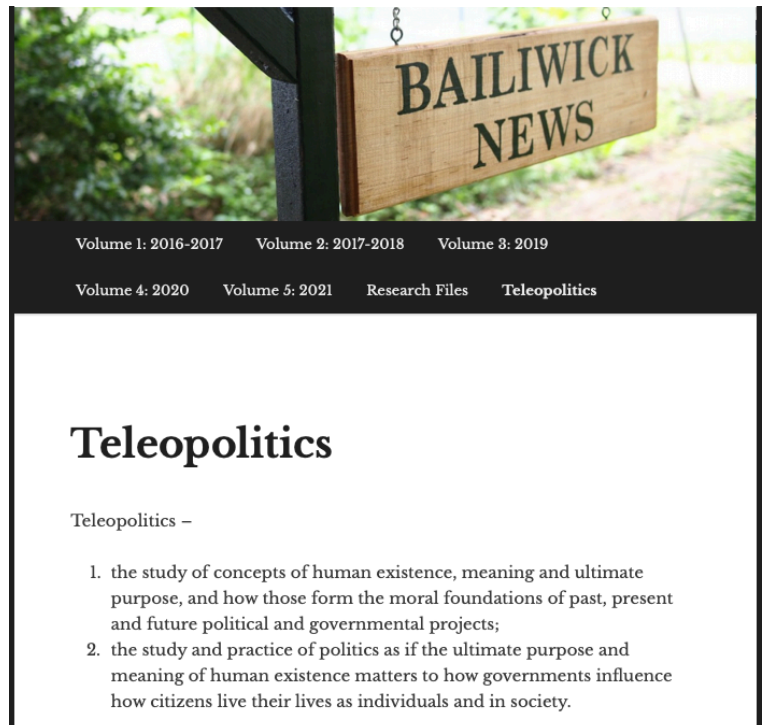 BAILIWICK
NEWS
Volume 1: 2016-2017 Volume 2: 2017-2018 Volume 3: 2019
Volume 4: 2020 Volume 5: 2021 Research Files Teleopolitics
Teleopolitics
Teleopolitics –
1. the study of concepts of human existence, meaning and ultimate
purpose, and how those form the moral foundations of past, present
and future political and governmental projects;
2. the study and practice of politics as if the ultimate purpose and
meaning of human existence matters to how governments influence
how citizens live their lives as individuals and in society.